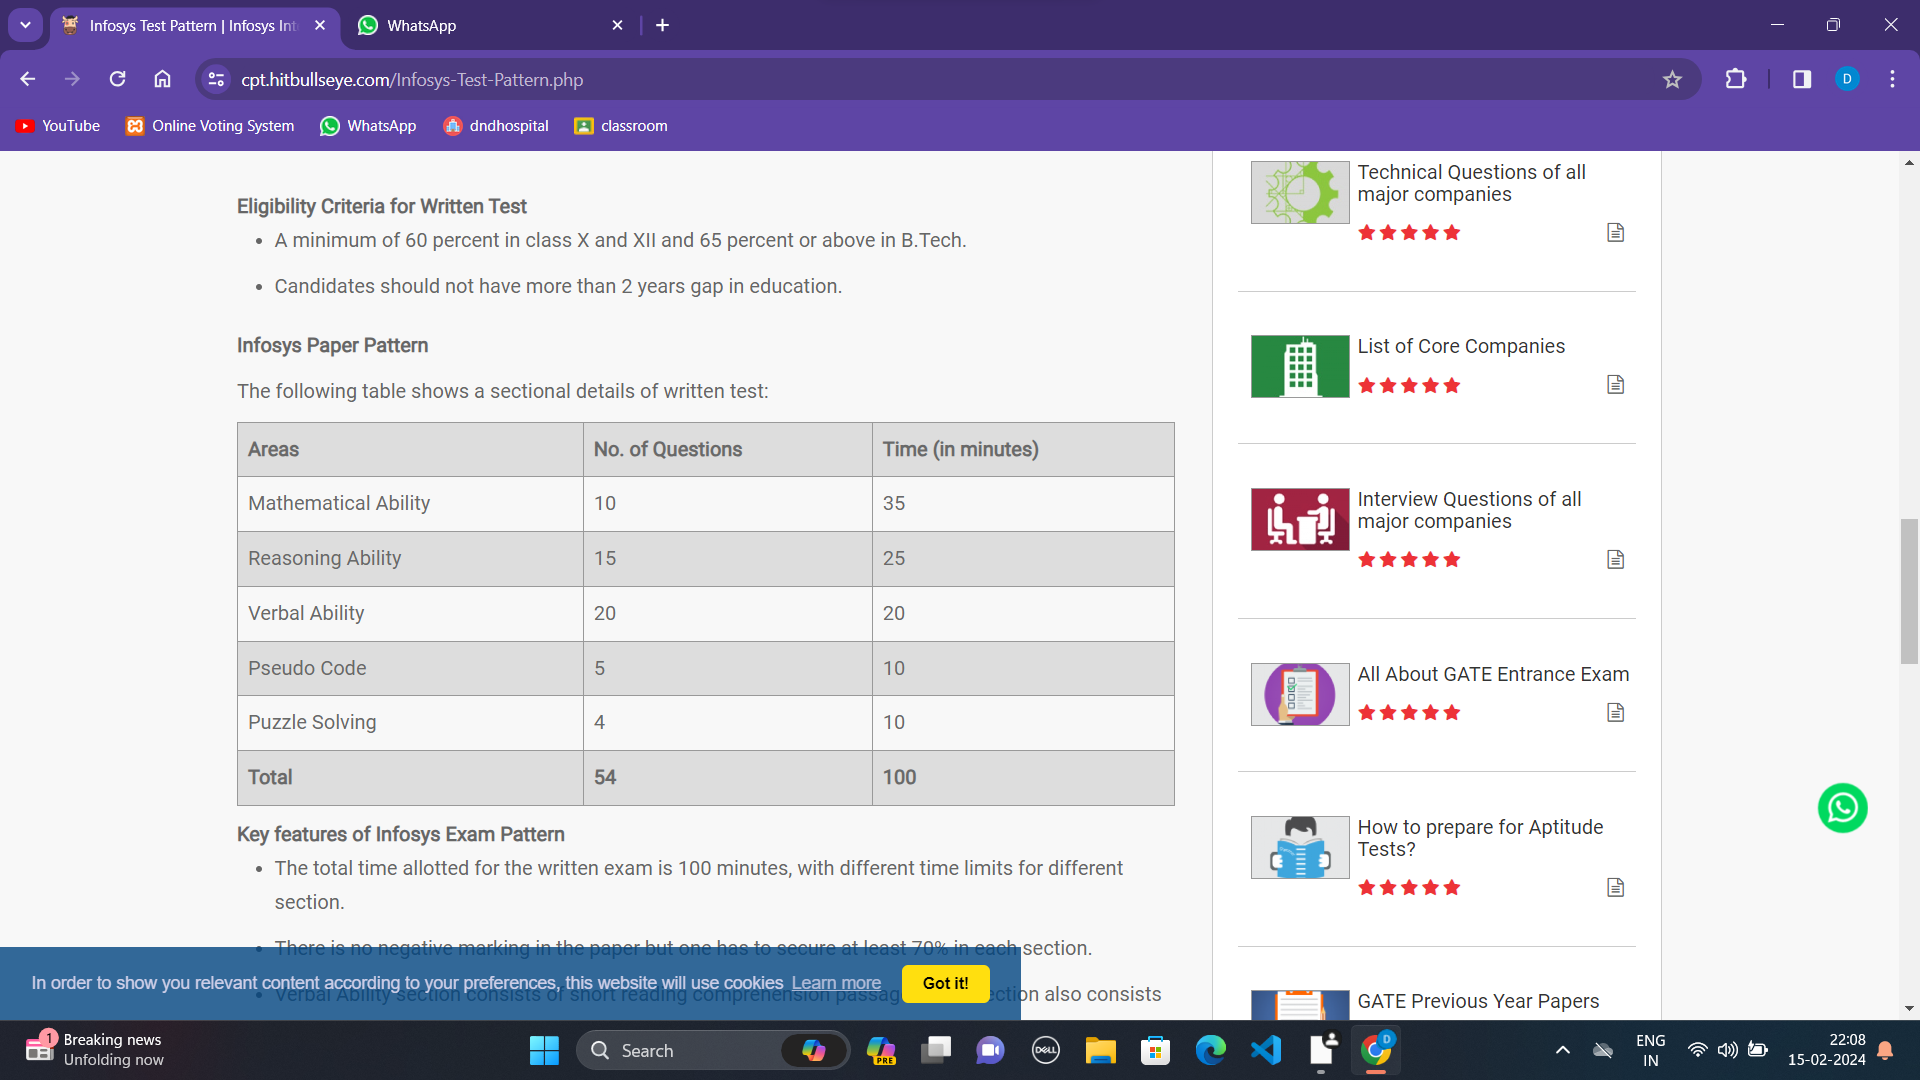 Infosys Test Pattern | Infosys Int
WhatsApp
cpt.hitbullseye.com/Infosys-Test-Pattern.php
D
YouTube
Online Voting System
WhatsApp
dndhospital
classroom
Eligibility Criteria for Written Test
• A minimum of 60 percent in class X and XII and 65 percent or above in B.Tech.
• Candidates should not have more than 2 years gap in education.
Infosys Paper Pattern
The following table shows a sectional details of written test:
Areas No. of Questions Time (in minutes)
Mathematical Ability 10 35
Reasoning Ability 15 25
Verbal Ability 20 20
Pseudo Code 5 10
Puzzle Solving 4 10
Total 54 100
Key features of Infosys Exam Pattern
• The total time allotted for the written exam is 100 minutes, with different time limits for different
section.
• There is no negative marking in the paper but one has to secure at least 70% in each section.
• Verbal Ability section consists of short reading comprehension passag ction also consists
In order to show you relevant content according to your preferences, this website will use cookies Learn more
Got it!
Technical Questions of all
major companies
List of Core Companies
Interview Questions of all
major companies
All About GATE Entrance Exam
How to prepare for Aptitude
Tests?
GATE Previous Year Papers
1
Breaking news
Unfolding now
Search
PRE
DELL
D
ENG
IN
22:08
15-02-2024